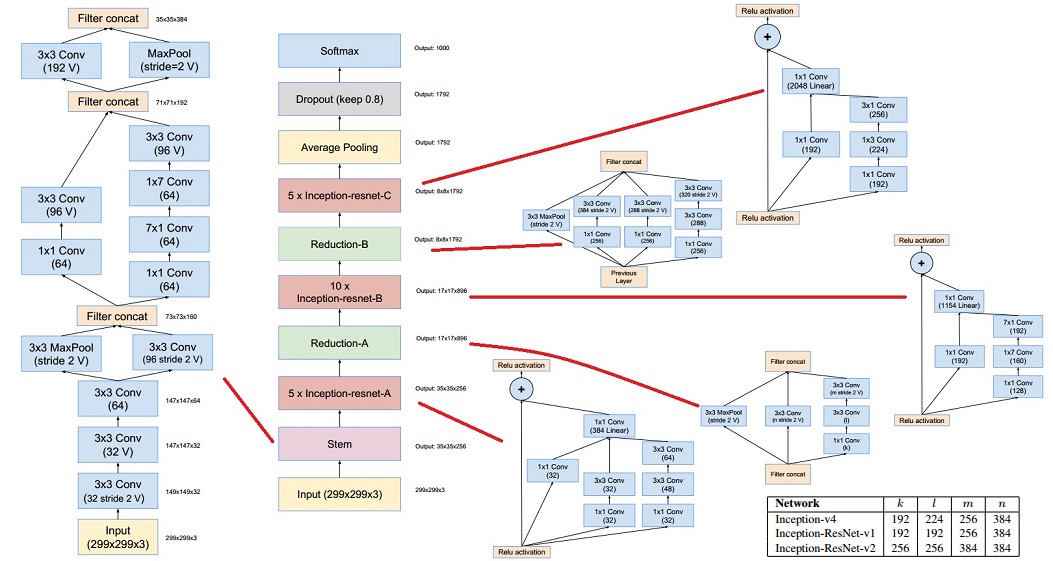 Filter concat
35x35x384
3x3 Conv
(192 V)
MaxPool
(stride=2 V)
Filter concat
71x71x192
3x3 Conv
(96 V)
1x7 Conv
(64)
3x3 Conv
(96 V)
7x1 Conv
(64)
1x1 Conv
(64)
1x1 Conv
(64)
Filter concat
73x73x160
3x3 MaxPool
(stride 2 V)
3x3 Conv
(96 stride 2 V)
3x3 Conv
(64)
147x147x64
3x3 Conv
(32 V)
147x147x32
3x3 Conv
(32 stride 2 V)
149x149x32
Input
(299x299x3)
299x299x3
Softmax
Output: 1000
Dropout (keep 0.8)
Output: 1792
Average Pooling
Output: 1792
5 x Inception-resnet-C
Output: 8x8x1792
Reduction-B
Output: 8x8x1792
10 x
Inception-resnet-B
Output: 17x17x896
Reduction-A
Output: 17x17x896
5 x Inception-resnet-A
Output: 35x35x256
Stem
Output: 35x35x256
Input (299x299x3)
299x299x3
Relu activation
+
1x1 Conv
(2048 Linear)
3x1 Conv
(256)
1x1 Conv
(192)
1x3 Conv
(224)
1x1 Conv
(192)
Relu activation
Filter concat
3x3 MaxPool
(stride 2 V)
3x3 Conv
(384 stride 2 V)
3x3 Conv
(288 stride 2 V)
3x3 Conv
(320 stride 2 V)
3x3 Conv
(288)
1x1 Conv
(256)
1x1 Conv
(256)
1x1 Conv
(256)
Previous
Layer
Relu activation
+
1x1 Conv
(1154 Linear)
7x1 Conv
(192)
1x1 Conv
(192)
1x7 Conv
(160)
1x1 Conv
(128)
Relu activation
Relu activation
+
1x1 Conv
(384 Linear)
3x3 Conv
(64)
1x1 Conv
(32)
3x3 Conv
(32)
3x3 Conv
(48)
1x1 Conv
(32)
1x1 Conv
(32)
Relu activation
Filter concat
3x3 MaxPool
(stride 2 V)
3x3 Conv
(n stride 2 V)
3x3 Conv
(m stride 2 V)
3x3 Conv
(l)
1x1 Conv
(k)
Filter concat
Network k l m n
Inception-v4 192 224 256 384
Inception-ResNet-v1 192 192 256 384
Inception-ResNet-v2 256 256 384 384